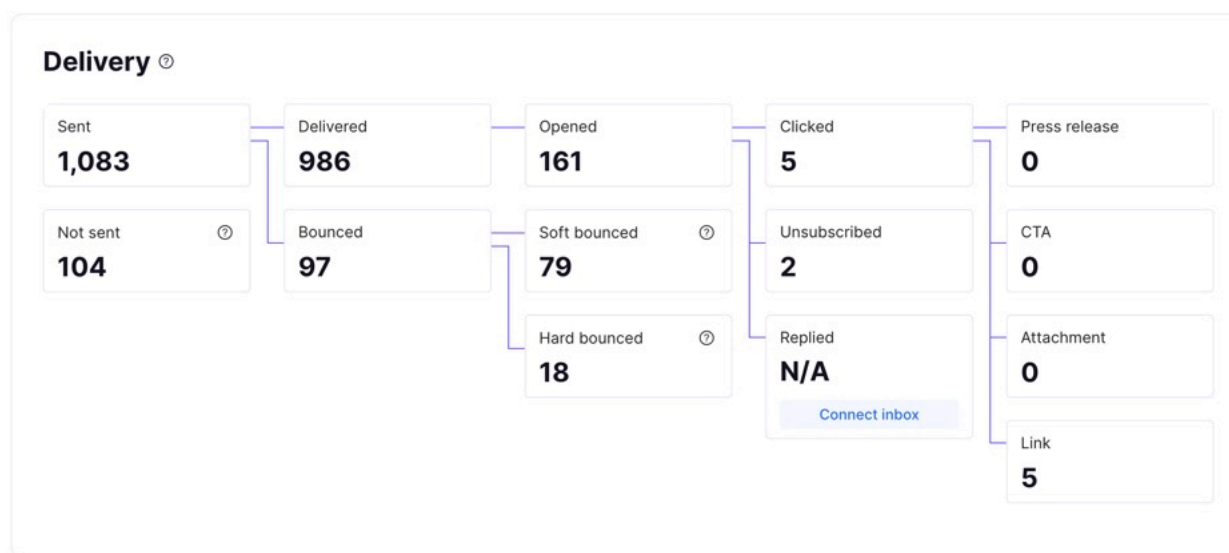 Delivery
Sent
1,083
Delivered
986
Opened
161
Clicked
5
Press release
0
Not sent
104
Bounced
97
Soft bounced
79
Unsubscribed
2
CTA
0
Hard bounced
18
Replied
N/A
Connect inbox
Attachment
0
Link
5